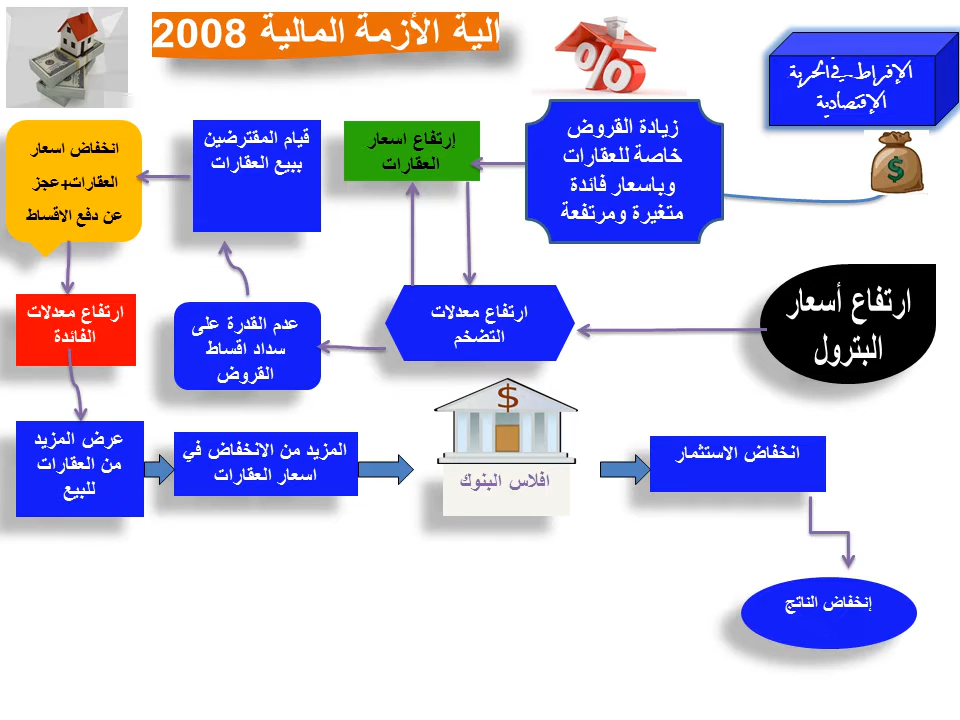 الية الأزمة المالية 2008
الإفراط في الحرية
الإقتصادية
زيادة القروض
خاصة للعقارات
وباسعار فائدة
متغيرة ومرتفعة
إرتفاع اسعار
العقارات
قيام المقترضين
ببيع العقارات
انخفاض اسعار
العقارات+عجز
عن دفع الاقساط
ارتفاع أسعار
البترول
ارتفاع معدلات
التضخم
عدم القدرة على
سداد اقساط
القروض
ارتفاع معدلات
الفائدة
عرض المزيد
من العقارات
للبيع
المزيد من الانخفاض في
اسعار العقارات
افلاس البنوك
انخفاض الاستثمار
إنخفاض الناتج